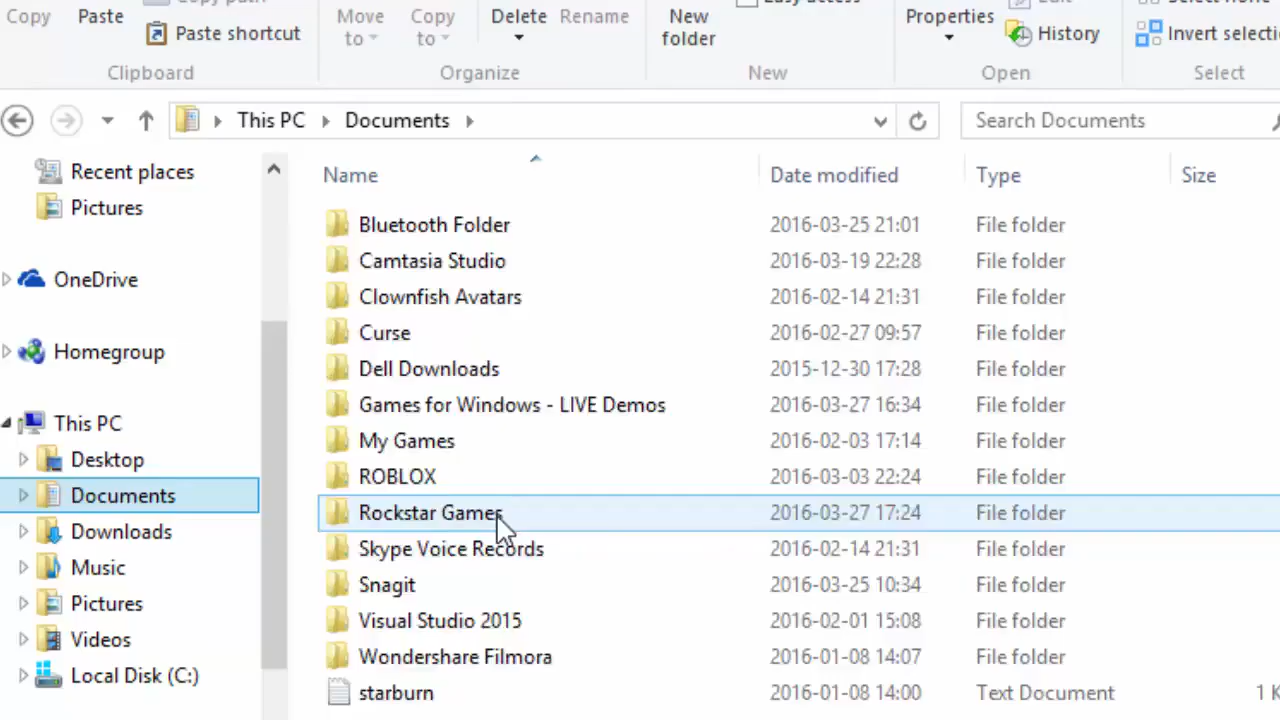 Copy path
Easy access
Edit
Select none
Copy
Paste
Paste shortcut
Move to
Copy to
Delete
Rename
New folder
Properties
History
Invert selecti
Clipboard
Organize
New
Open
Select
This PC
Documents
Search Documents
Recent places
Pictures
OneDrive
Homegroup
This PC
Desktop
Documents
Downloads
Music
Pictures
Videos
Local Disk (C:)
Name Date modified Type Size
Bluetooth Folder 2016-03-25 21:01 File folder
Camtasia Studio 2016-03-19 22:28 File folder
Clownfish Avatars 2016-02-14 21:31 File folder
Curse 2016-02-27 09:57 File folder
Dell Downloads 2015-12-30 17:28 File folder
Games for Windows - LIVE Demos 2016-03-27 16:34 File folder
My Games 2016-02-03 17:14 File folder
ROBLOX 2016-03-03 22:24 File folder
Rockstar Games 2016-03-27 17:24 File folder
Skype Voice Records 2016-02-14 21:31 File folder
Snagit 2016-03-25 10:34 File folder
Visual Studio 2015 2016-02-01 15:08 File folder
Wondershare Filmora 2016-01-08 14:07 File folder
starburn 2016-01-08 14:00 Text Document 1 K